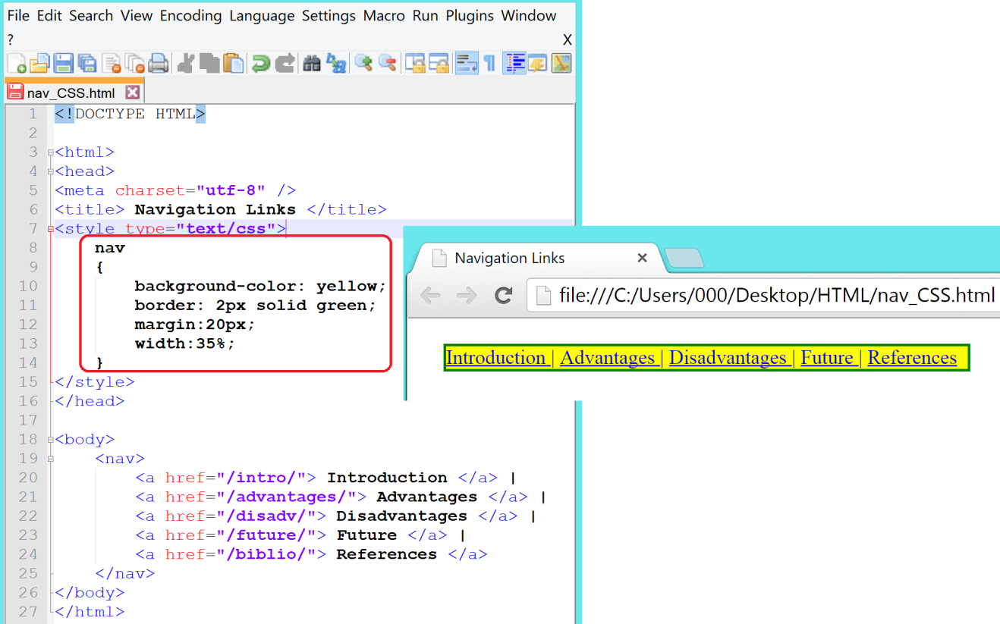 File Edit Search View Encoding Language Settings Macro Run Plugins Window
? X
nav_CSS.html
1 <!DOCTYPE HTML>
2
3 <html>
4 <head>
5 <meta charset="utf-8" />
6 <title> Navigation Links </title>
7 <style type="text/css">
8 nav
9 {
10 background-color: yellow;
11 border: 2px solid green;
12 margin:20px;
13 width:35%;
14 }
15 </style>
16 </head>
17
18 <body>
19 <nav>
20 <a href="/intro/"> Introduction </a> |
21 <a href="/advantages/"> Advantages </a> |
22 <a href="/disadv/"> Disadvantages </a> |
23 <a href="/future/"> Future </a> |
24 <a href="/biblio/"> References </a>
25 </nav>
26 </body>
27 </html>
Navigation Links
file:///C:/Users/000/Desktop/HTML/nav_CSS.html
Introduction | Advantages | Disadvantages | Future | References